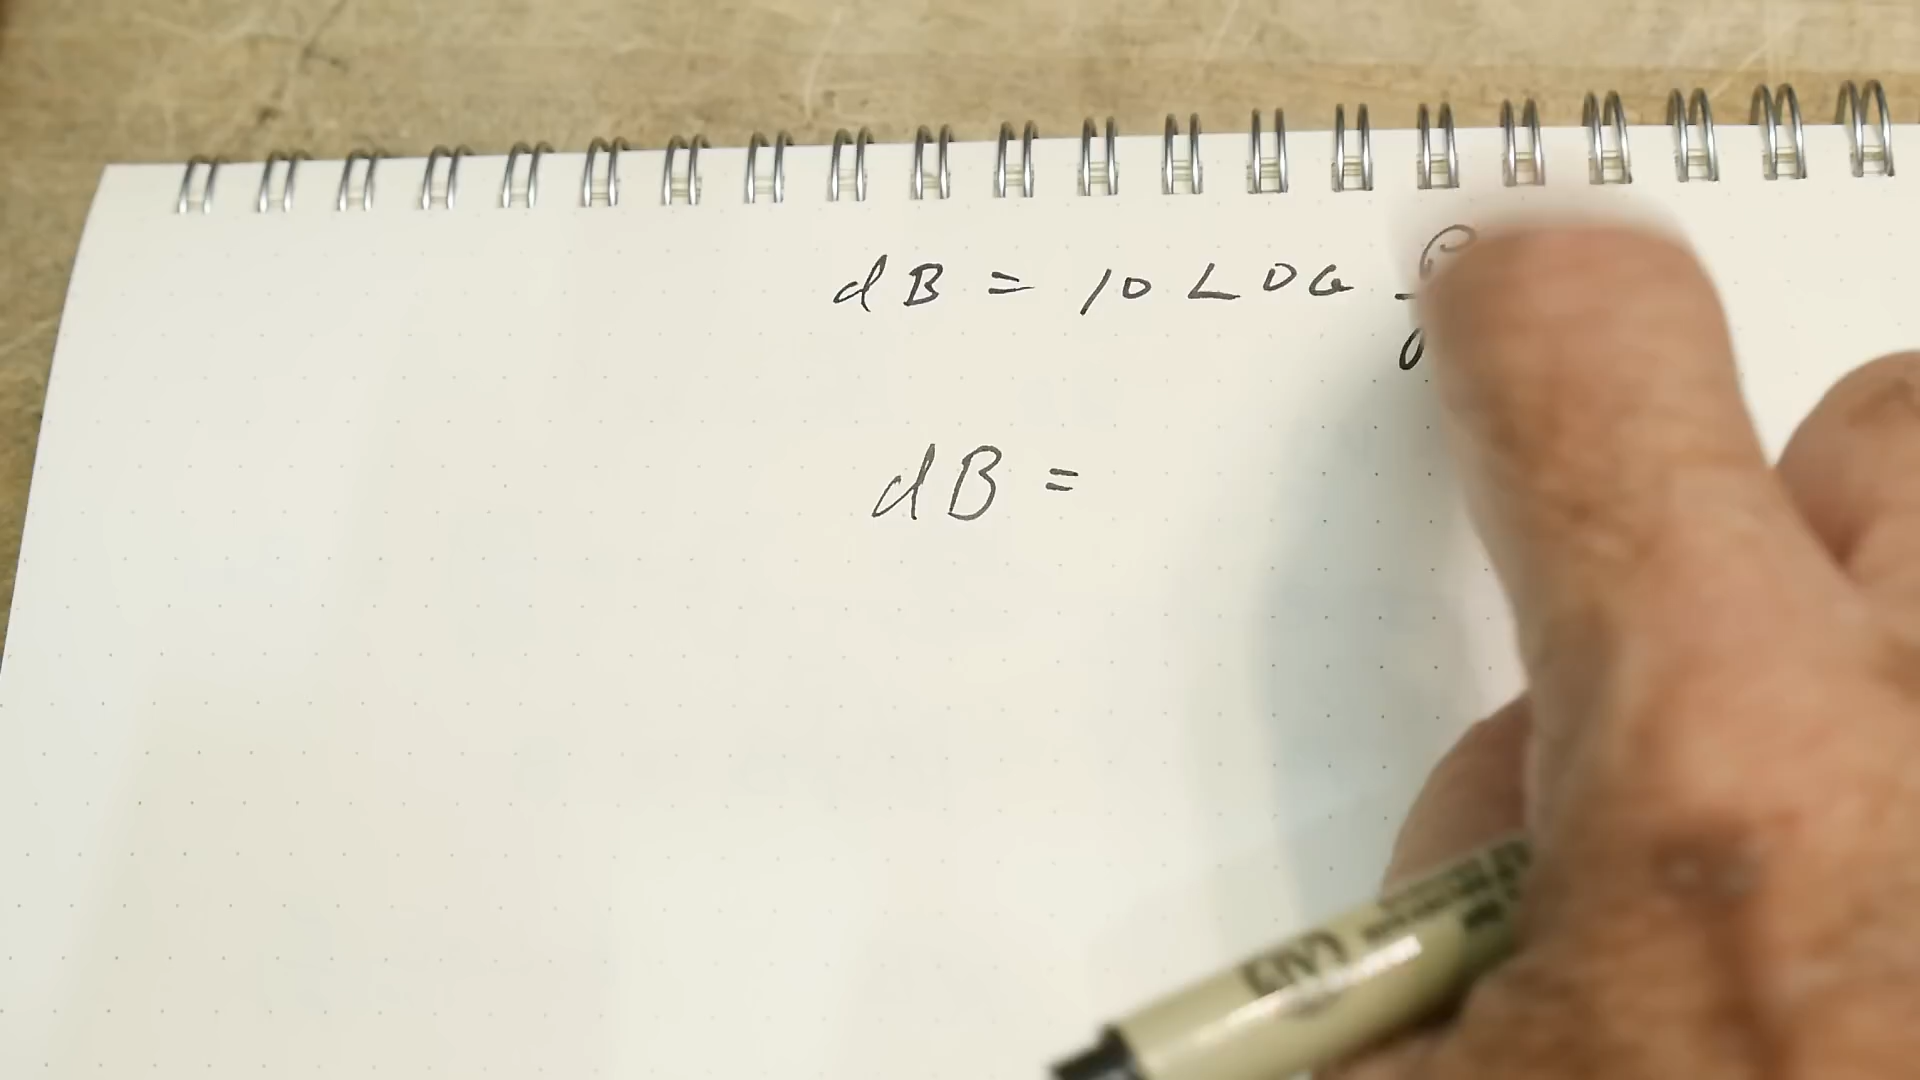 dB = 10 LOG P
dB =